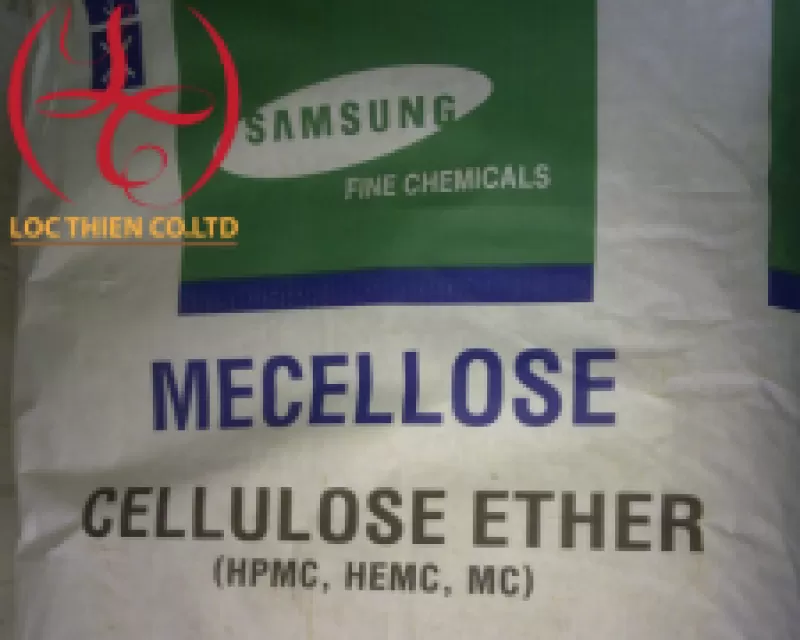 LOC THIEN CO.LTD
SAMSUNG
FINE CHEMICALS
MECELLOSE
CELLULOSE ETHER
(HPMC, HEMC, MC)